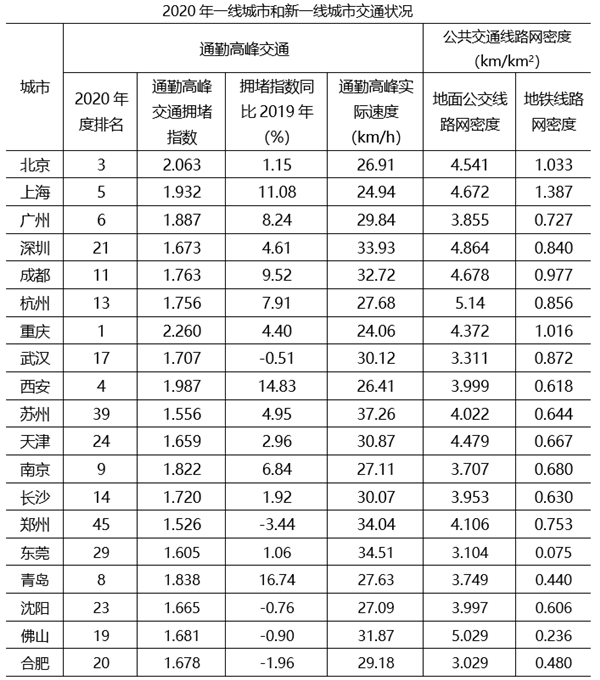 2020 年一线城市和新一线城市交通状况
城市 通勤高峰交通 公共交通线路网密度
(km/km²)
2020 年
度排名 通勤高峰
交通拥堵
指数 拥堵指数同
比 2019 年
(%) 通勤高峰实
际速度
(km/h) 地面公交线
路网密度 地铁线路
网密度
北京 3 2.063 1.15 26.91 4.541 1.033
上海 5 1.932 11.08 24.94 4.672 1.387
广州 6 1.887 8.24 29.84 3.855 0.727
深圳 21 1.673 4.61 33.93 4.864 0.840
成都 11 1.763 9.52 32.72 4.678 0.977
杭州 13 1.756 7.91 27.68 5.14 0.856
重庆 1 2.260 4.40 24.06 4.372 1.016
武汉 17 1.707 -0.51 30.12 3.311 0.872
西安 4 1.987 14.83 26.41 3.999 0.618
苏州 39 1.556 4.95 37.26 4.022 0.644
天津 24 1.659 2.96 30.87 4.479 0.667
南京 9 1.822 6.84 27.11 3.707 0.680
长沙 14 1.720 1.92 30.07 3.953 0.630
郑州 45 1.526 -3.44 34.04 4.106 0.753
东莞 29 1.605 1.06 34.51 3.104 0.075
青岛 8 1.838 16.74 27.63 3.749 0.440
沈阳 23 1.665 -0.76 27.09 3.997 0.606
佛山 19 1.681 -0.90 31.87 5.029 0.236
合肥 20 1.678 -1.96 29.18 3.029 0.480